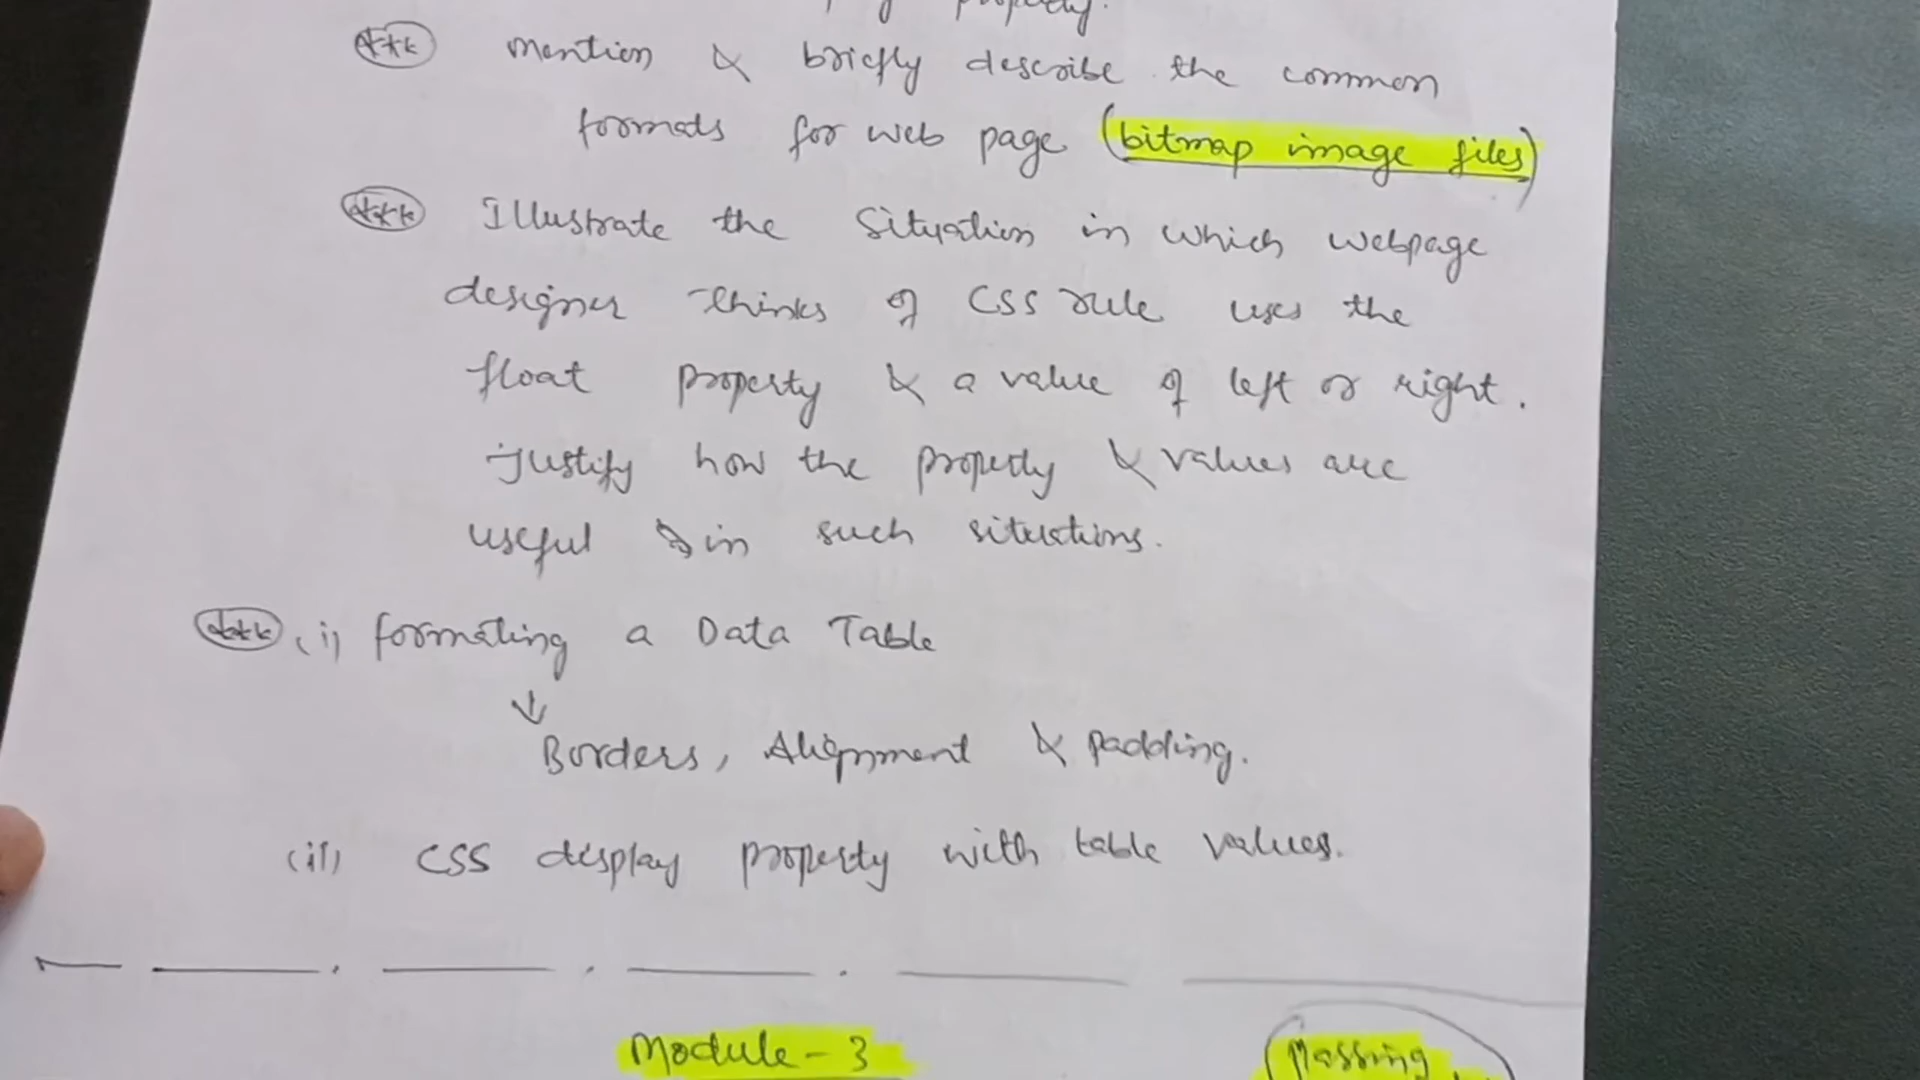 property.
*** mention & briefly describe the common
formats for web page (bitmap image files)
*** Illustrate the situation in which webpage
designer thinks of CSS rule uses the
float property & a value of left or right.
Justify how the property & values are
useful in such situations.
*** (i) formating a Data Table
↓
Borders, Alignment & padding.
(ii) CSS display property with table values.
Module - 3